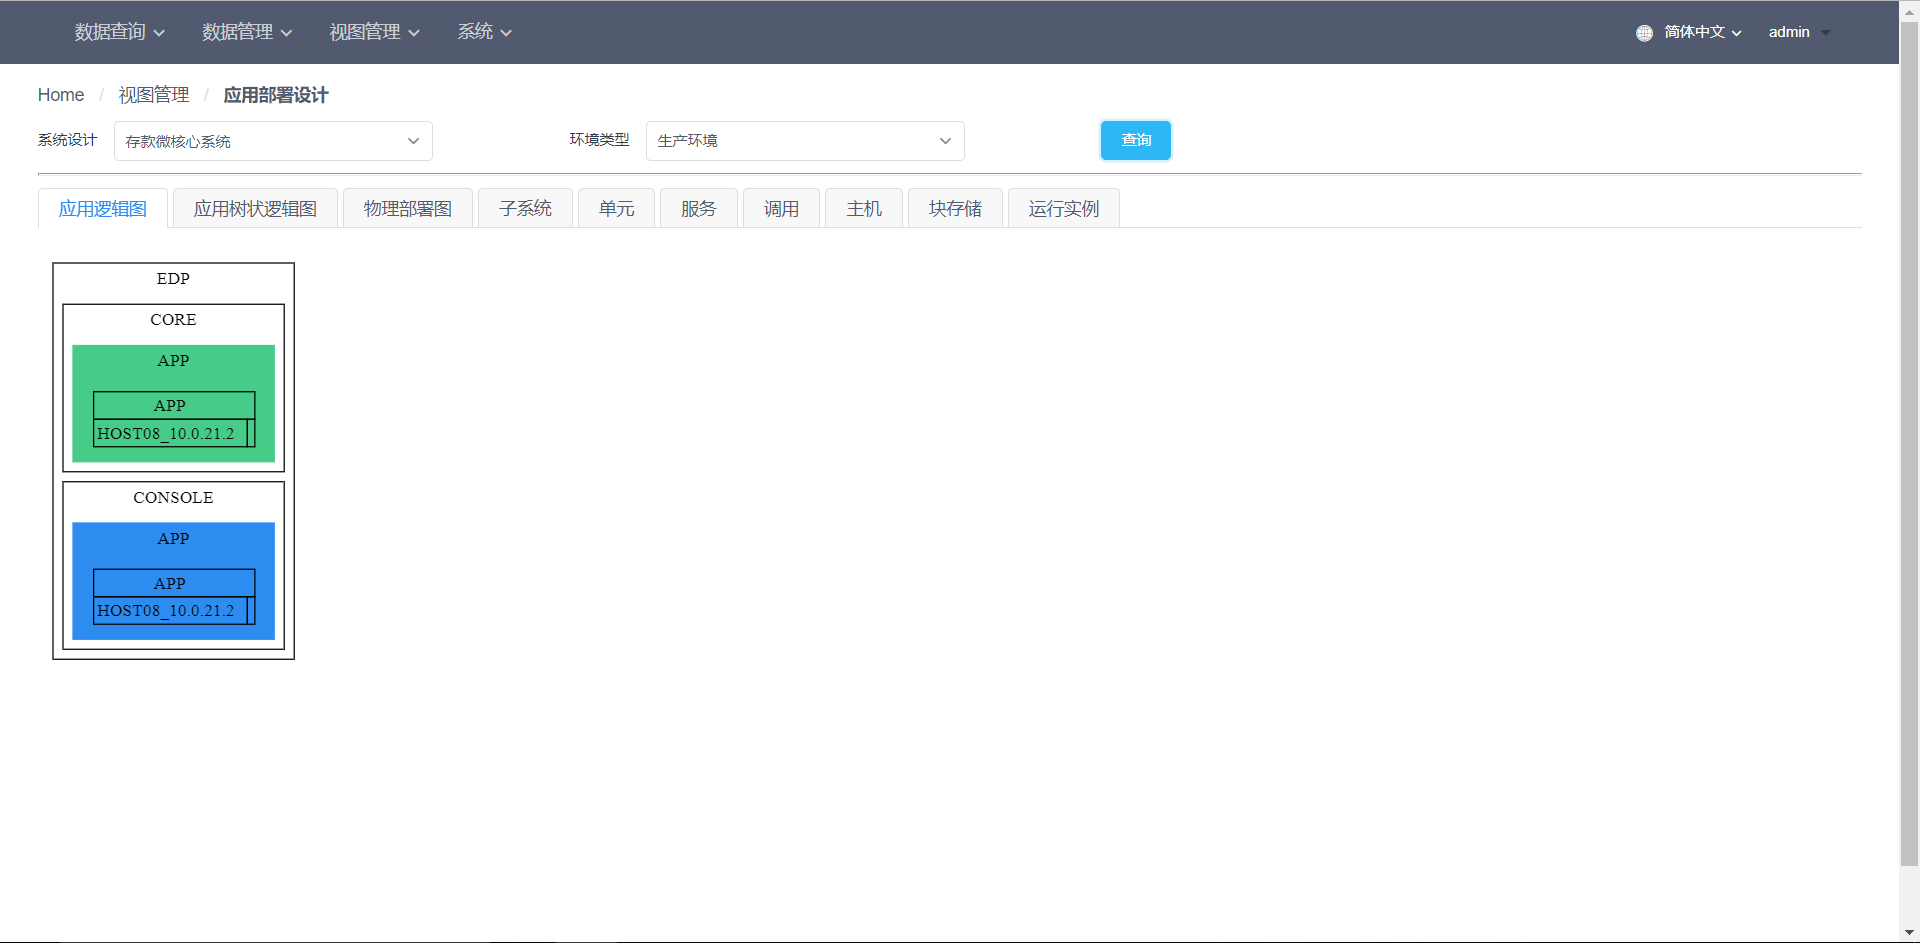 数据查询 数据管理 视图管理 系统 简体中文 admin
Home / 视图管理 / 应用部署设计
系统设计 存款微核心系统 环境类型 生产环境 查询
应用逻辑图 应用树状逻辑图 物理部署图 子系统 单元 服务 调用 主机 块存储 运行实例
EDP
CORE
APP
APP
HOST08_10.0.21.2
CONSOLE
APP
APP
HOST08_10.0.21.2